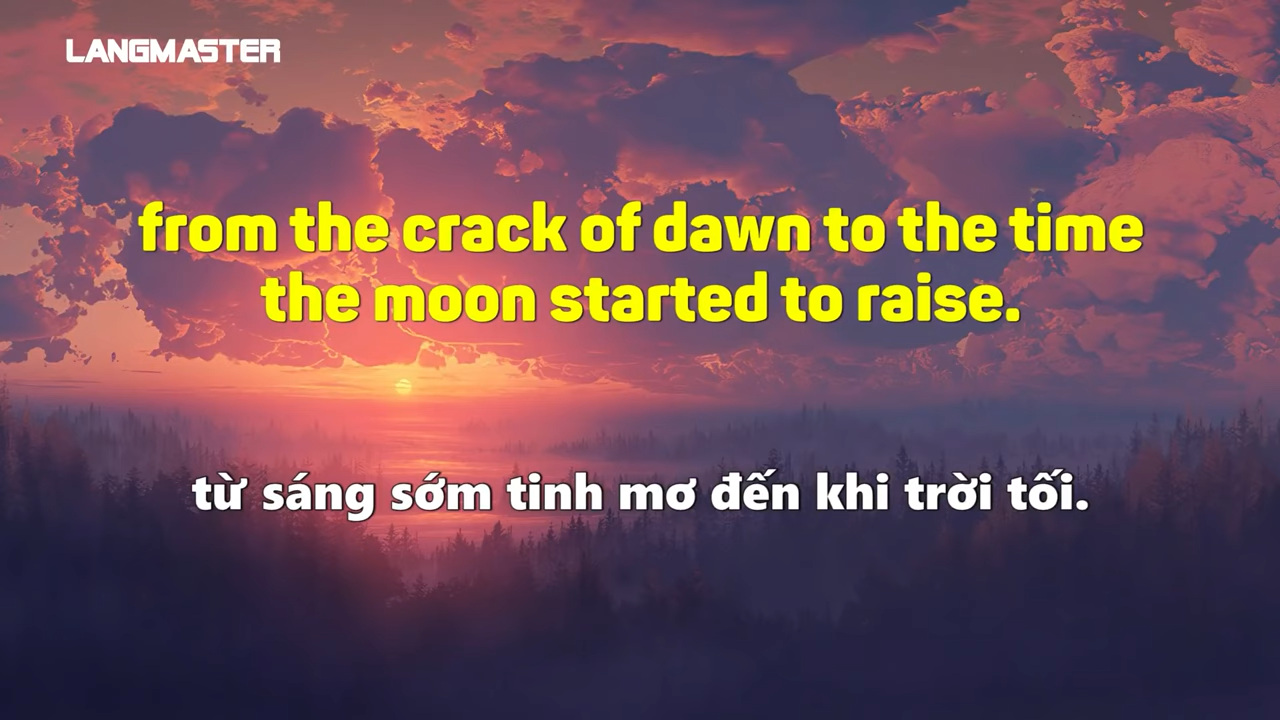 LANGMASTER
from the crack of dawn to the time
the moon started to raise.
từ sáng sớm tinh mơ đến khi trời tối.